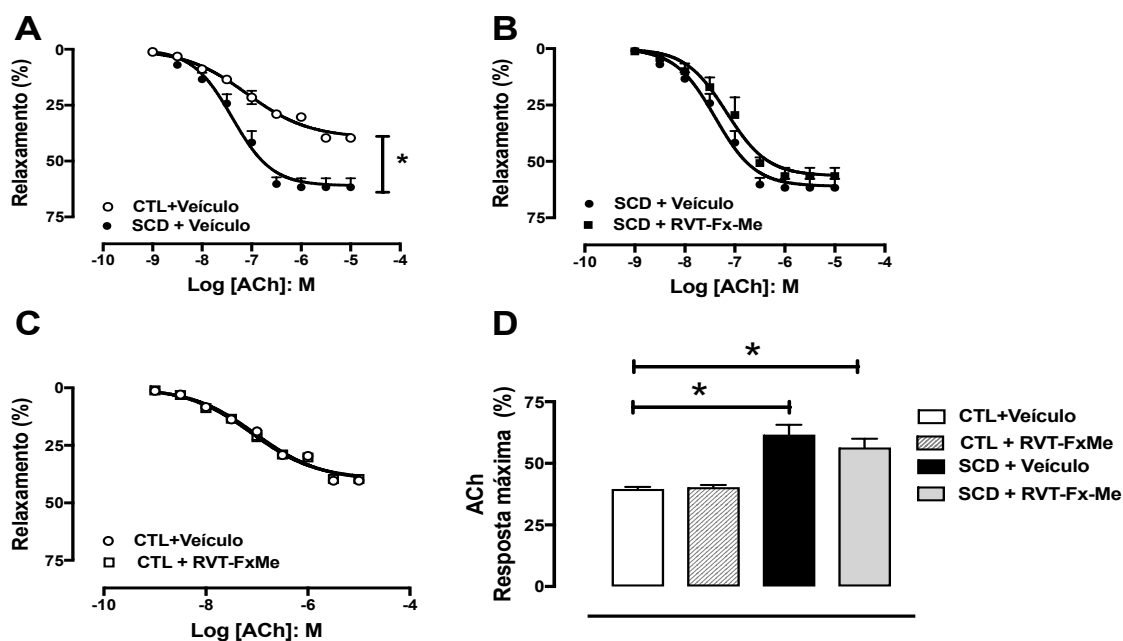 A
Relaxamento (%)
0
25
50
75
CTL+Veículo
SCD + Veículo
*
-10 -9 -8 -7 -6 -5 -4
Log [ACh]: M
B
Relaxamento (%)
0
25
50
75
SCD + Veículo
SCD + RVT-Fx-Me
-10 -9 -8 -7 -6 -5 -4
Log [ACh]: M
C
Relaxamento (%)
0
25
50
75
CTL+Veículo
CTL + RVT-FxMe
-10 -8 -6 -4
Log [ACh]: M
D
ACh
Resposta máxima (%)
75
50
25
0
*
*
CTL+Veículo
CTL + RVT-FxMe
SCD + Veículo
SCD + RVT-Fx-Me